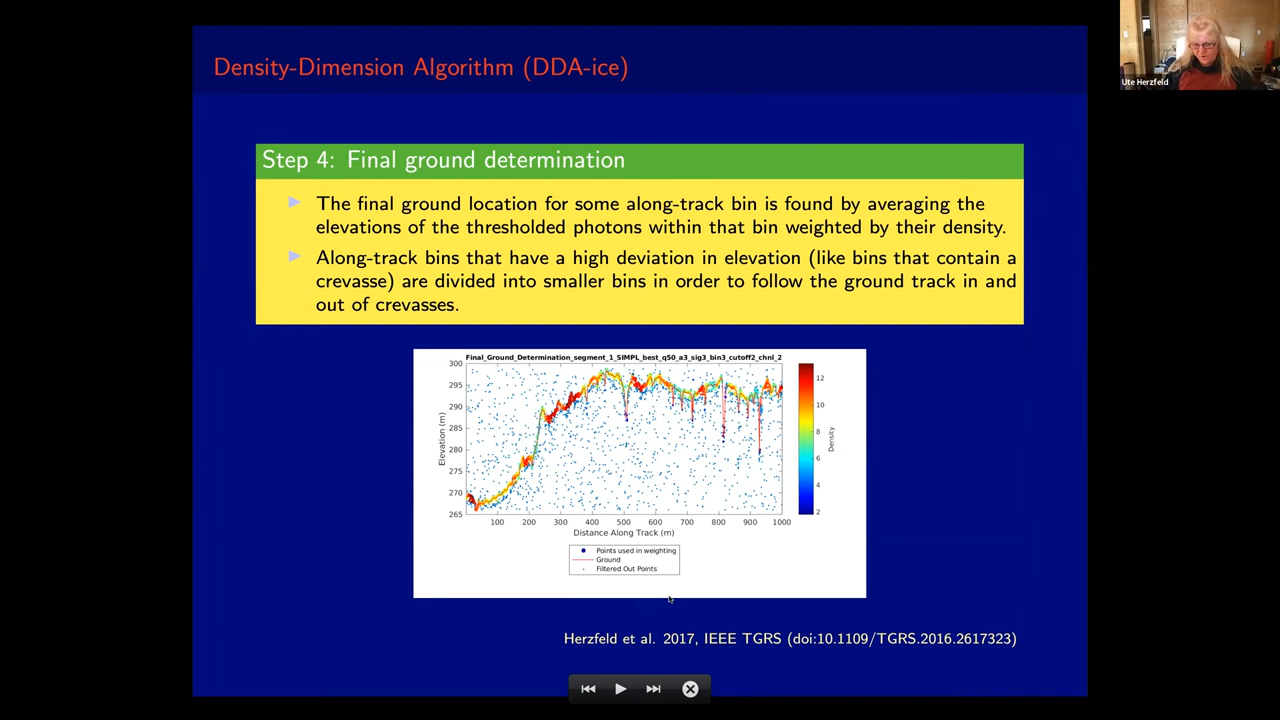 Density-Dimension Algorithm (DDA-ice)
Ute Herzfeld
Step 4: Final ground determination
The final ground location for some along-track bin is found by averaging the
elevations of the thresholded photons within that bin weighted by their density.
Along-track bins that have a high deviation in elevation (like bins that contain a
crevasse) are divided into smaller bins in order to follow the ground track in and
out of crevasses.
Final_Ground_Determination_segment_1_SIMPL_best_q50_a3_sig3_bin3_cutoff2_chnl_2
300
295
290
285
280
275
270
265
Elevation (m)
100 200 300 400 500 600 700 800 900 1000
Distance Along Track (m)
12
10
8
6
4
2
Density
Points used in weighting
Ground
Filtered Out Points
Herzfeld et al. 2017, IEEE TGRS (doi:10.1109/TGRS.2016.2617323)